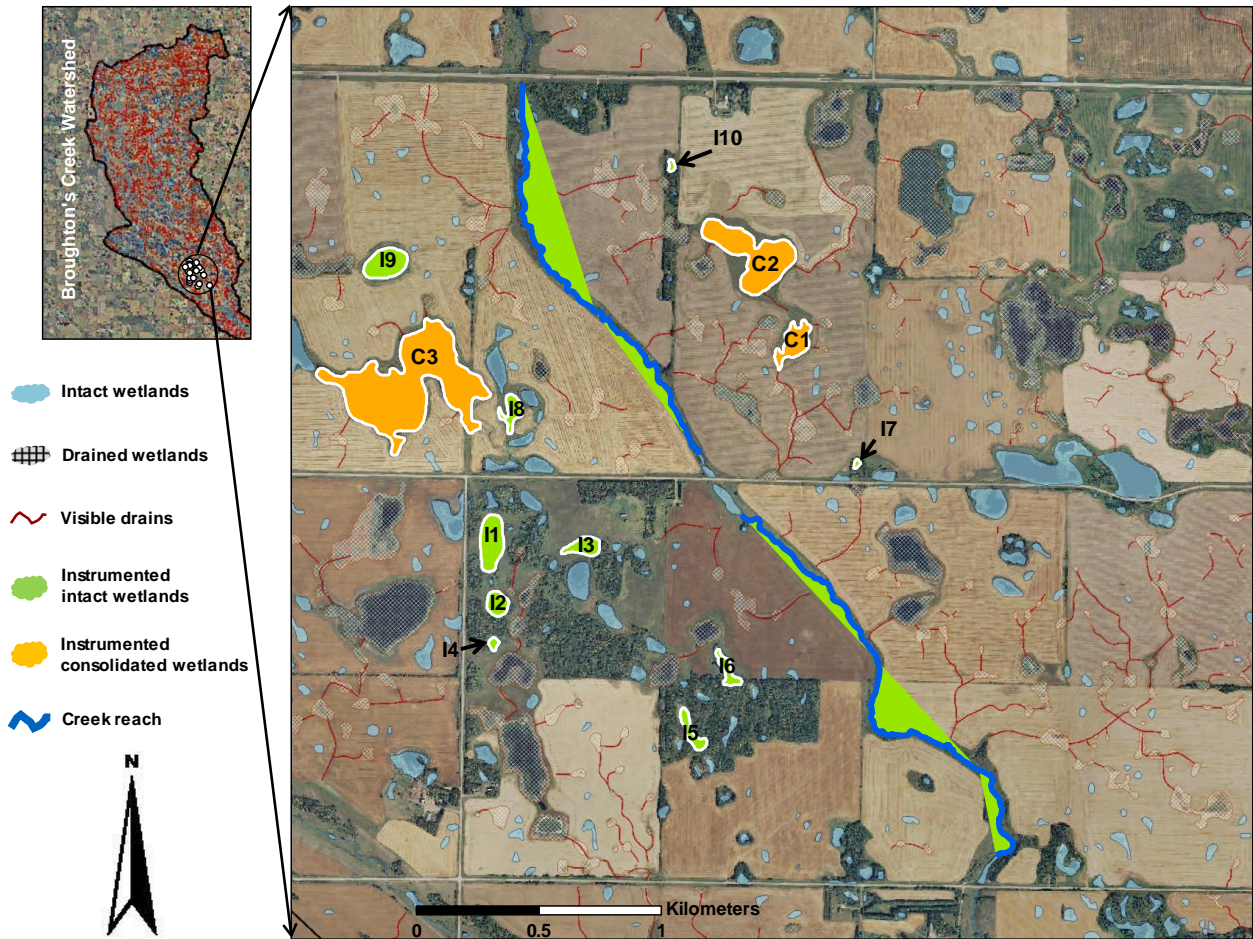 Broughton's Creek Watershed
Intact wetlands
Drained wetlands
Visible drains
Instrumented
intact wetlands
Instrumented
consolidated wetlands
Creek reach
N
I10
I9
C2
C1
C3
I8
I7
I1
I3
I2
I4
I6
I5
Kilometers
0 0.5 1